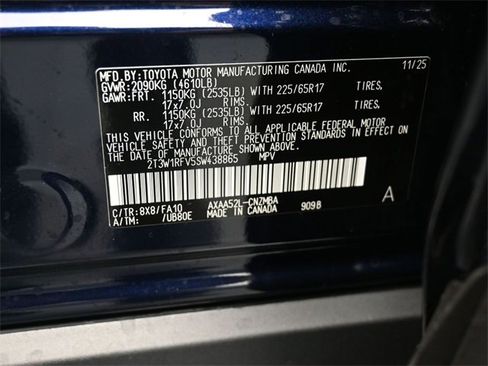 MFD. BY: TOYOTA MOTOR MANUFACTURING CANADA INC. 11/25
GVWR: 2090KG (4610LB)
GAWR: FRT. 1150KG (2535LB) WITH 225/65R17 TIRES,
17x7.0J RIMS.
RR. 1150KG (2535LB) WITH 225/65R17 TIRES,
17x7.0J RIMS.
THIS VEHICLE CONFORMS TO ALL APPLICABLE FEDERAL MOTOR
VEHICLE SAFETY AND BUMPER STANDARDS IN EFFECT ON
THE DATE OF MANUFACTURE SHOWN ABOVE.
2T3W1RFV5SW438865 MPV
A
C/TR: 8X8/FA10 AXAA52L-CNZMBA
A/TM: /UB80E MADE IN CANADA 909B